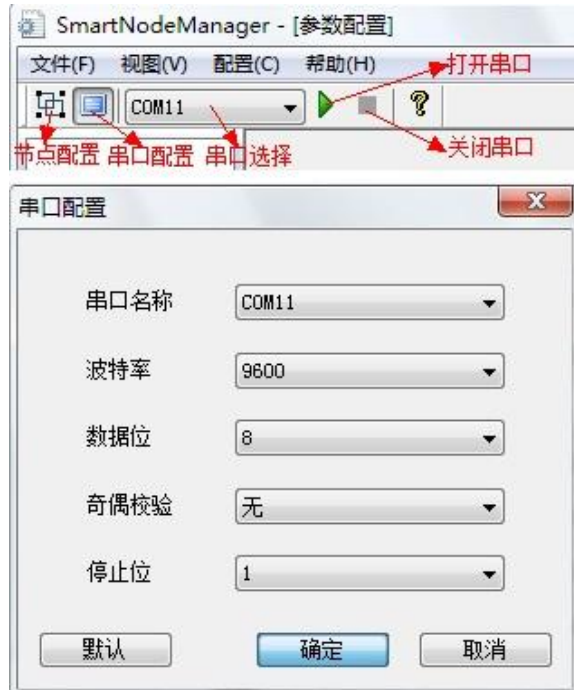 SmartNodeManager - [参数配置]
文件(F) 视图(V) 配置(C) 帮助(H) 打开串口
COM11
节点配置 串口配置 串口选择 关闭串口
串口配置
串口名称 COM11
波特率 9600
数据位 8
奇偶校验 无
停止位 1
默认 确定 取消